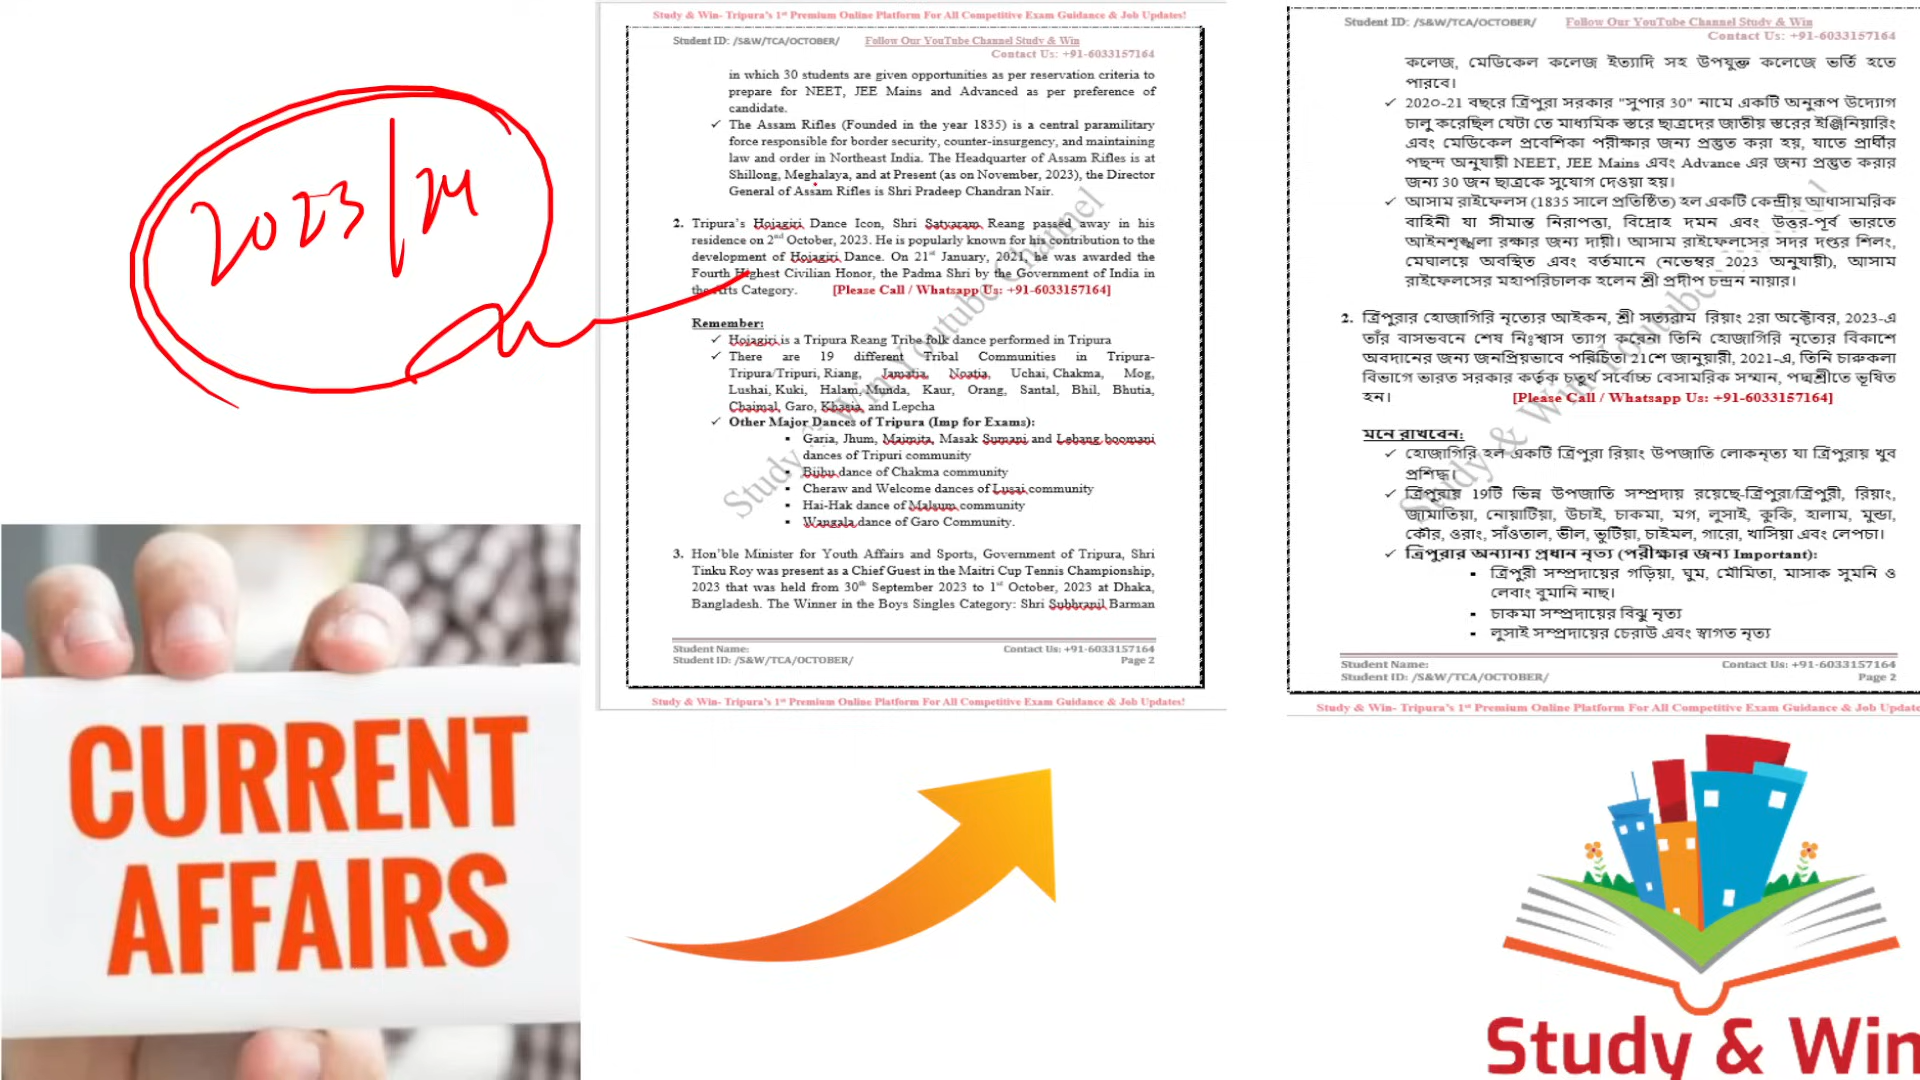 2023/24
CURRENT
AFFAIRS
Study & Win- Tripura's 1st Premium Online Platform For All Competitive Exam Guidance & Job Updates!
Student ID: /S&W/TCA/OCTOBER/ Follow Our YouTube Channel Study & Win
Contact Us: +91-6033157164
in which 30 students are given opportunities as per reservation criteria to
prepare for NEET, JEE Mains and Advanced as per preference of
candidate.
✓ The Assam Rifles (Founded in the year 1835) is a central paramilitary
force responsible for border security, counter-insurgency, and maintaining
law and order in Northeast India. The Headquarter of Assam Rifles is at
Shillong, Meghalaya, and at Present (as on November, 2023), the Director
General of Assam Rifles is Shri Pradeep Chandran Nair.
2. Tripura's Hojagiri Dance Icon, Shri Satyaram Reang passed away in his
residence on 2nd October, 2023. He is popularly known for his contribution to the
development of Hojagiri Dance. On 21st January, 2021, he was awarded the
Fourth Highest Civilian Honor, the Padma Shri by the Government of India in
the Arts Category. [Please Call / Whatsapp Us: +91-6033157164]
Remember:
✓ Hojagiri is a Tripura Reang Tribe folk dance performed in Tripura
✓ There are 19 different Tribal Communities in Tripura-
Tripura/Tripuri, Riang, Jamatia, Noatia, Uchai, Chakma, Mog,
Lushai, Kuki, Halam, Munda, Kaur, Orang, Santal, Bhil, Bhutia,
Chaimal, Garo, Khasia, and Lepcha
✓ Other Major Dances of Tripura (Imp for Exams):
▪ Garia, Jhum, Maimita, Masak Sumani and Lebang boomani
dances of Tripuri community
▪ Bijhu dance of Chakma community
▪ Cheraw and Welcome dances of Lusai community
▪ Hai-Hak dance of Malsum community
▪ Wangala dance of Garo Community.
3. Hon'ble Minister for Youth Affairs and Sports, Government of Tripura, Shri
Tinku Roy was present as a Chief Guest in the Maitri Cup Tennis Championship,
2023 that was held from 30th September 2023 to 1st October, 2023 at Dhaka,
Bangladesh. The Winner in the Boys Singles Category: Shri Subhranil Barman
Student Name: Contact Us: +91-6033157164
Student ID: /S&W/TCA/OCTOBER/ Page 2
Study & Win- Tripura's 1st Premium Online Platform For All Competitive Exam Guidance & Job Updates!
Study & Win Youtube Channel
Student ID: /S&W/TCA/OCTOBER/ Follow Our YouTube Channel Study & Win
Contact Us: +91-6033157164
কলেজ, মেডিকেল কলেজ ইত্যাদি সহ উপযুক্ত কলেজে ভর্তি হতে
পারবে।
✓ 2020-21 বছরে ত্রিপুরা সরকার "সুপার 30" নামে একটি অনুরূপ উদ্যোগ
চালু করেছিল যেটা তে মাধ্যমিক স্তরে ছাত্রদের জাতীয় স্তরের ইঞ্জিনিয়ারিং
এবং মেডিকেল প্রবেশিকা পরীক্ষার জন্য প্রস্তুত করা হয়, যাতে প্রার্থীর
পছন্দ অনুযায়ী NEET, JEE Mains এবং Advance এর জন্য প্রস্তুত করার
জন্য 30 জন ছাত্রকে সুযোগ দেওয়া হয়।
✓ আসাম রাইফেলস (1835 সালে প্রতিষ্ঠিত) হল একটি কেন্দ্রীয় আধাসামরিক
বাহিনী যা সীমান্ত নিরাপত্তা, বিদ্রোহ দমন এবং উত্তর-পূর্ব ভারতে
আইনশৃঙ্খলা রক্ষার জন্য দায়ী। আসাম রাইফেলসের সদর দপ্তর শিলং,
মেঘালয়ে অবস্থিত এবং বর্তমানে (নভেম্বর 2023 অনুযায়ী), আসাম
রাইফেলসের মহাপরিচালক হলেন শ্রী প্রদীপ চন্দ্রন নায়ার।
2. ত্রিপুরার হোজাগিরি নৃত্যের আইকন, শ্রী সত্যরাম রিয়াং 2রা অক্টোবর, 2023-এ
তাঁর বাসভবনে শেষ নিঃশ্বাস ত্যাগ করেন। তিনি হোজাগিরি নৃত্যের বিকাশে
অবদানের জন্য জনপ্রিয়ভাবে পরিচিত। 21শে জানুয়ারী, 2021-এ, তিনি চারুকলা
বিভাগে ভারত সরকার কর্তৃক চতুর্থ সর্বোচ্চ বেসামরিক সম্মান, পদ্মশ্রীতে ভূষিত
হন। [Please Call / Whatsapp Us: +91-6033157164]
মনে রাখবেন:
✓ হোজাগিরি হল একটি ত্রিপুরা রিয়াং উপজাতি লোকনৃত্য যা ত্রিপুরায় খুব
প্রশিদ্ধ।
✓ ত্রিপুরায় 19টি ভিন্ন উপজাতি সম্প্রদায় রয়েছে-ত্রিপুরা/ত্রিপুরী, রিয়াং,
জামাতিয়া, নোয়াটিয়া, উচাই, চাকমা, মগ, লুসাই, কুকি, হালাম, মুন্ডা,
কৌর, ওরাং, সাঁওতাল, ভীল, ভুটিয়া, চাইমল, গারো, খাসিয়া এবং লেপচা।
✓ ত্রিপুরার অন্যান্য প্রধান নৃত্য (পরীক্ষার জন্য Important):
▪ ত্রিপুরী সম্প্রদায়ের গড়িয়া, ঘুম, মৌমিতা, মাসাক সুমনি ও
লেবাং বুমানি নাছ।
▪ চাকমা সম্প্রদায়ের বিঝু নৃত্য
▪ লুসাই সম্প্রদায়ের চেরাউ এবং স্বাগত নৃত্য
Student Name: Contact Us: +91-6033157164
Student ID: /S&W/TCA/OCTOBER/ Page 2
Study & Win- Tripura's 1st Premium Online Platform For All Competitive Exam Guidance & Job Update
Study & Win